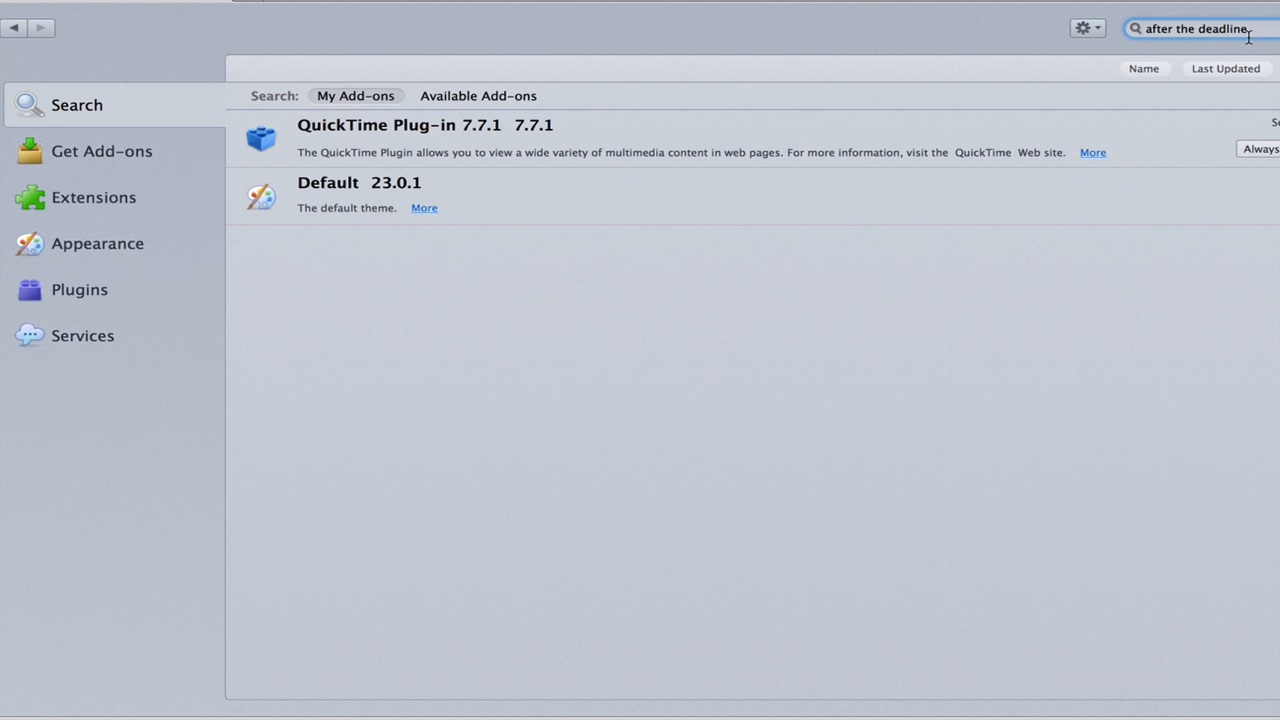 after the deadline
Name Last Updated
Search: My Add-ons Available Add-ons
QuickTime Plug-in 7.7.1 7.7.1
The QuickTime Plugin allows you to view a wide variety of multimedia content in web pages. For more information, visit the QuickTime Web site. More
Always
Default 23.0.1
The default theme. More
Search
Get Add-ons
Extensions
Appearance
Plugins
Services